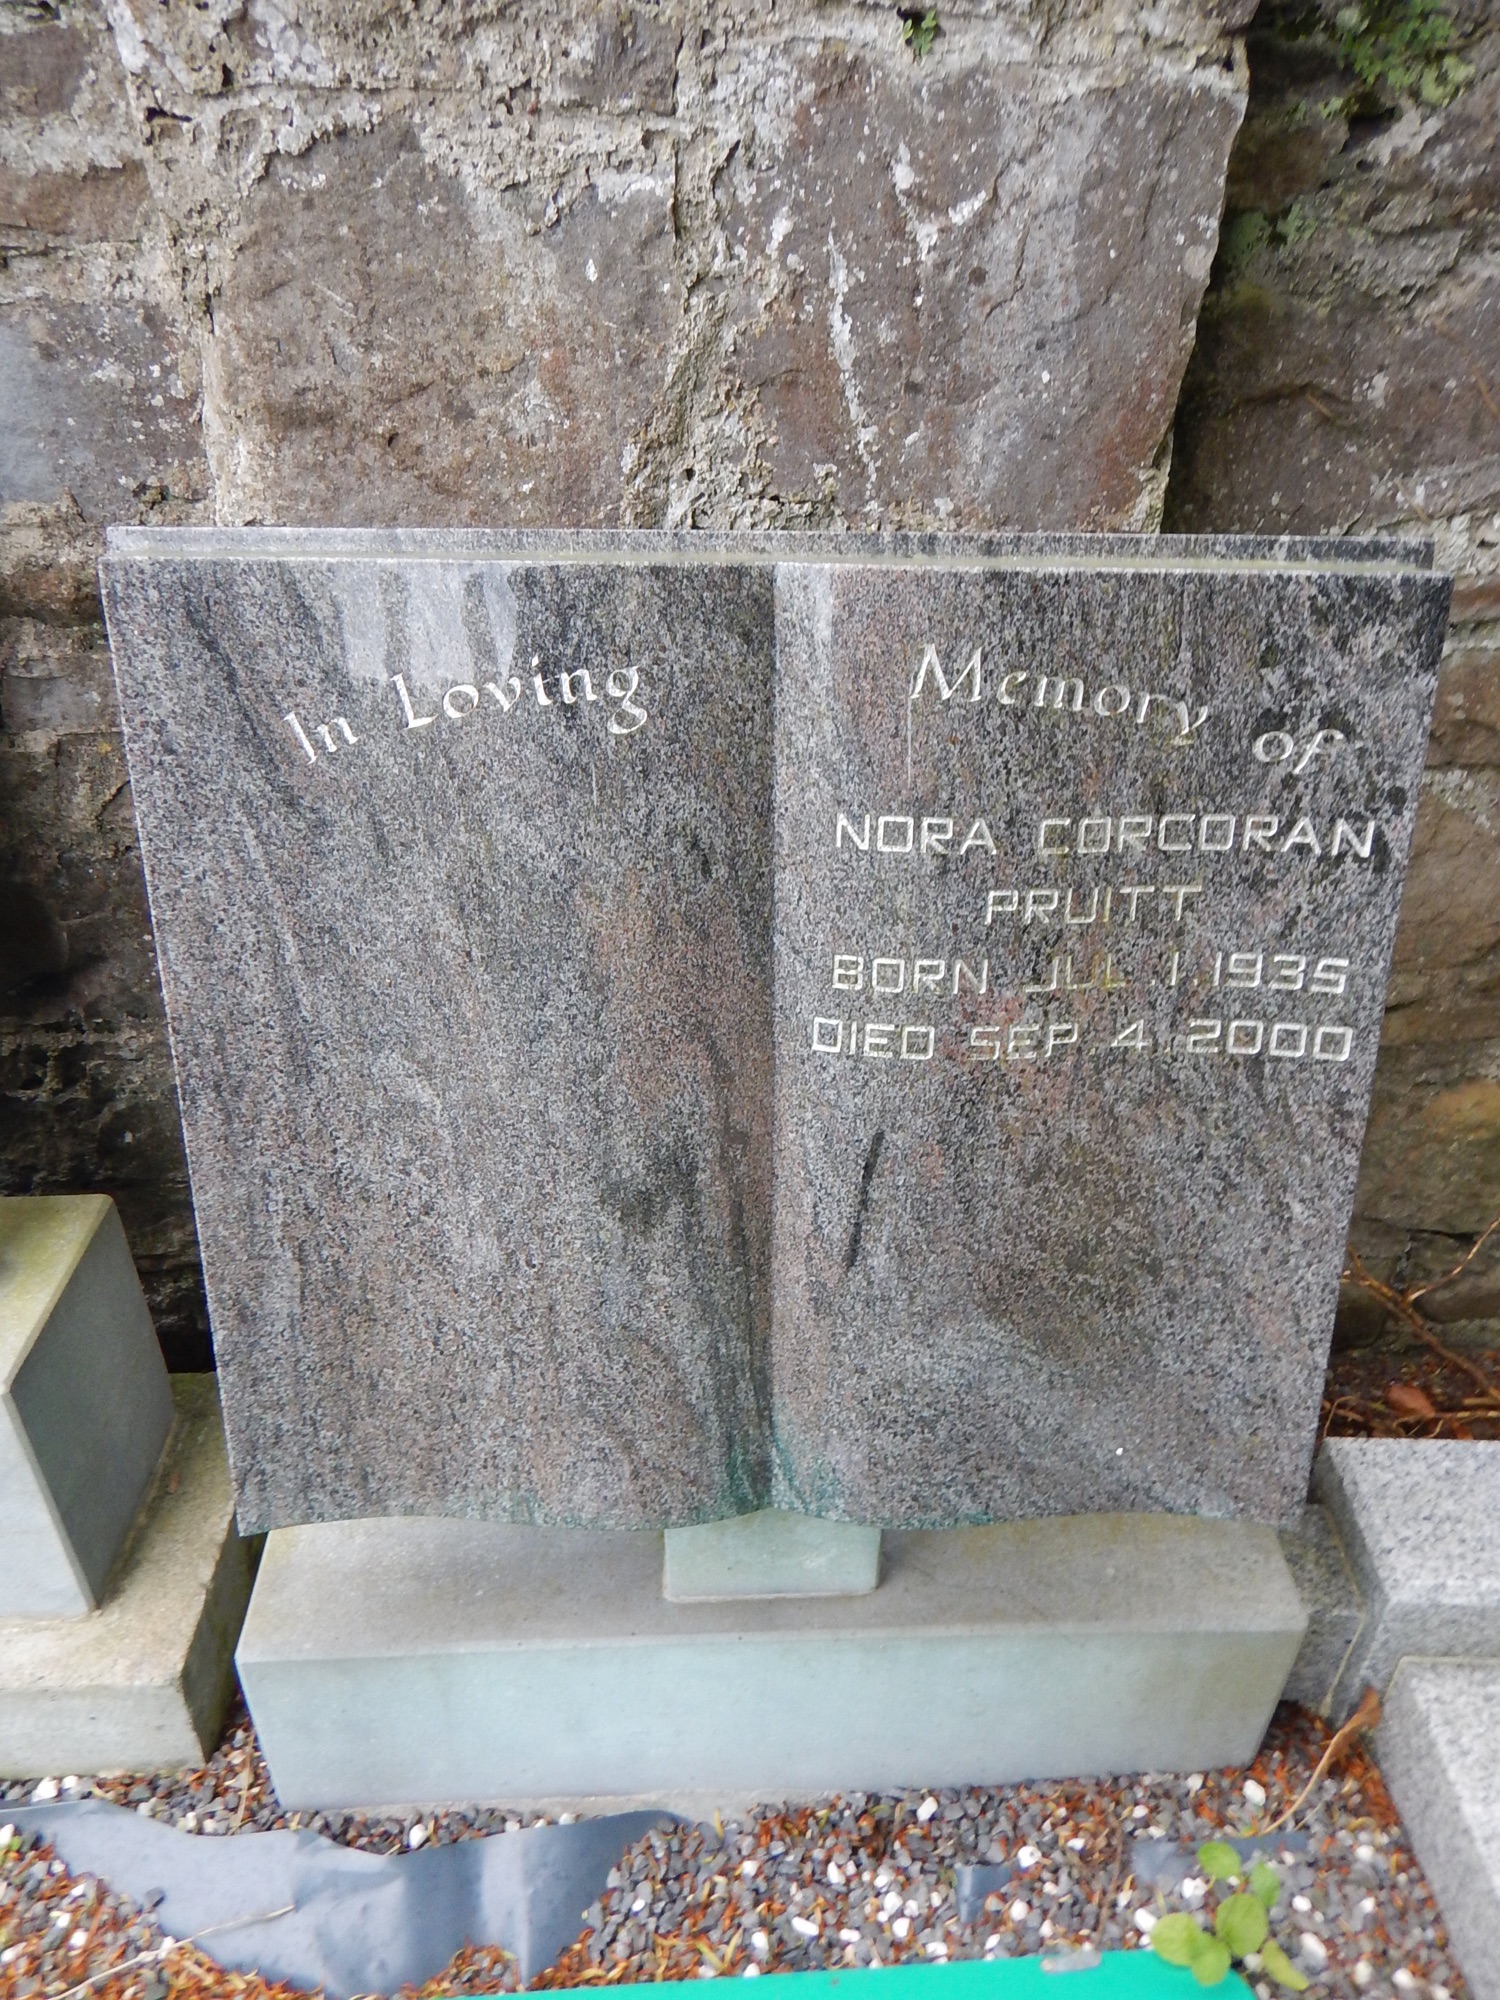 In Loving Memory of
NORA CORCORAN
PRUITT
BORN JUL. 1. 1935
DIED SEP. 4. 2000